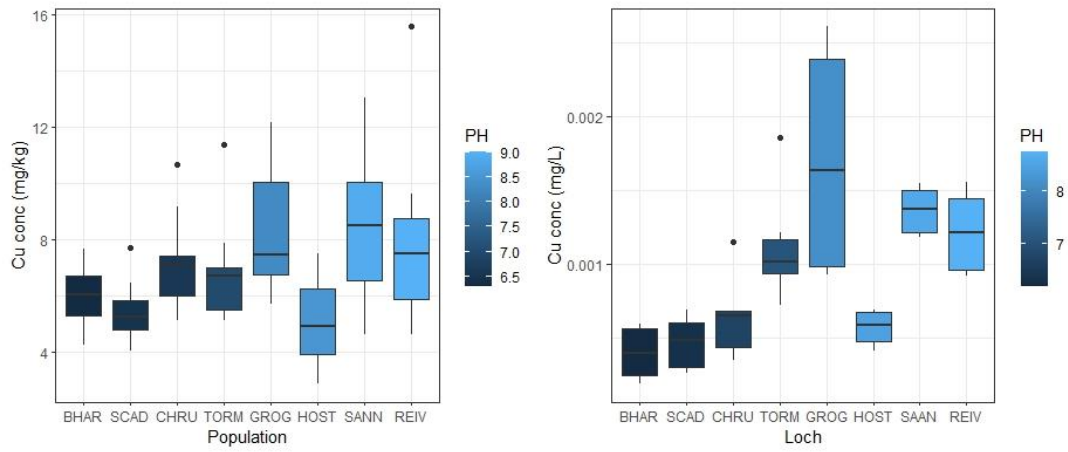 Cu conc (mg/kg)
16
12
8
4
BHAR SCAD CHRU TORM GROG HOST SANN REIV
Population
PH
9.0
8.5
8.0
7.5
7.0
6.5
Cu conc (mg/L)
0.002
0.001
BHAR SCAD CHRU TORM GROG HOST SAAN REIV
Loch
PH
8
7